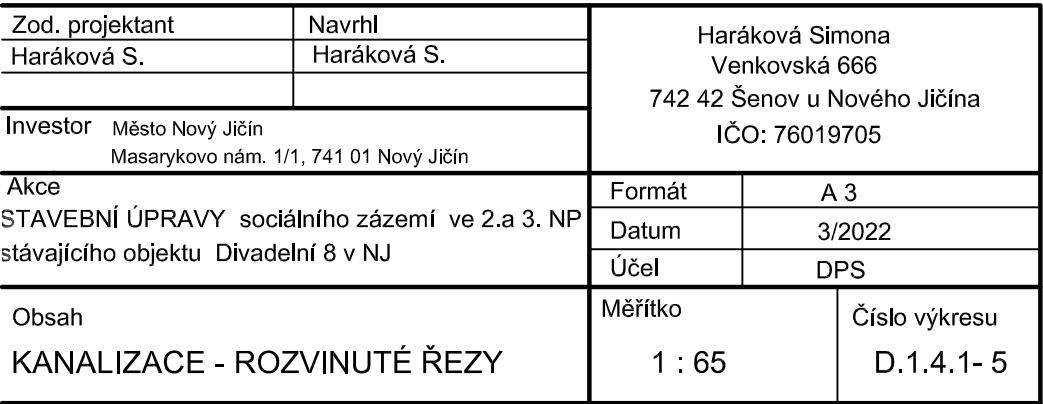 Zod. projektant Navrhl
Haráková S. Haráková S.
Haráková Simona
Venkovská 666
742 42 Šenov u Nového Jičína
IČO: 76019705
Investor Město Nový Jičín
Masarykovo nám. 1/1, 741 01 Nový Jičín
Akce
STAVEBNÍ ÚPRAVY sociálního zázemí ve 2.a 3. NP
stávajícího objektu Divadelní 8 v NJ
Formát A 3
Datum 3/2022
Účel DPS
Obsah
KANALIZACE - ROZVINUTÉ ŘEZY
Měřítko
1 : 65
Číslo výkresu
D.1.4.1- 5